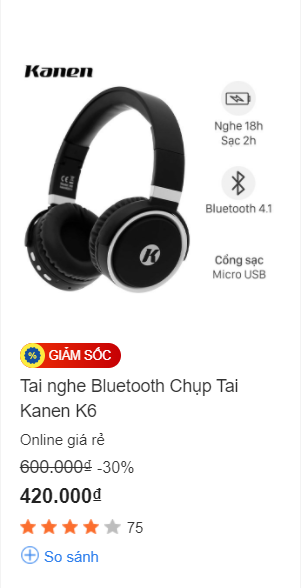 Kanen
Nghe 18h
Sạc 2h
Bluetooth 4.1
Cổng sạc
Micro USB
CE
K
% GIẢM SỐC
Tai nghe Bluetooth Chụp Tai
Kanen K6
Online giá rẻ
600.000₫ -30%
420.000₫
75
So sánh